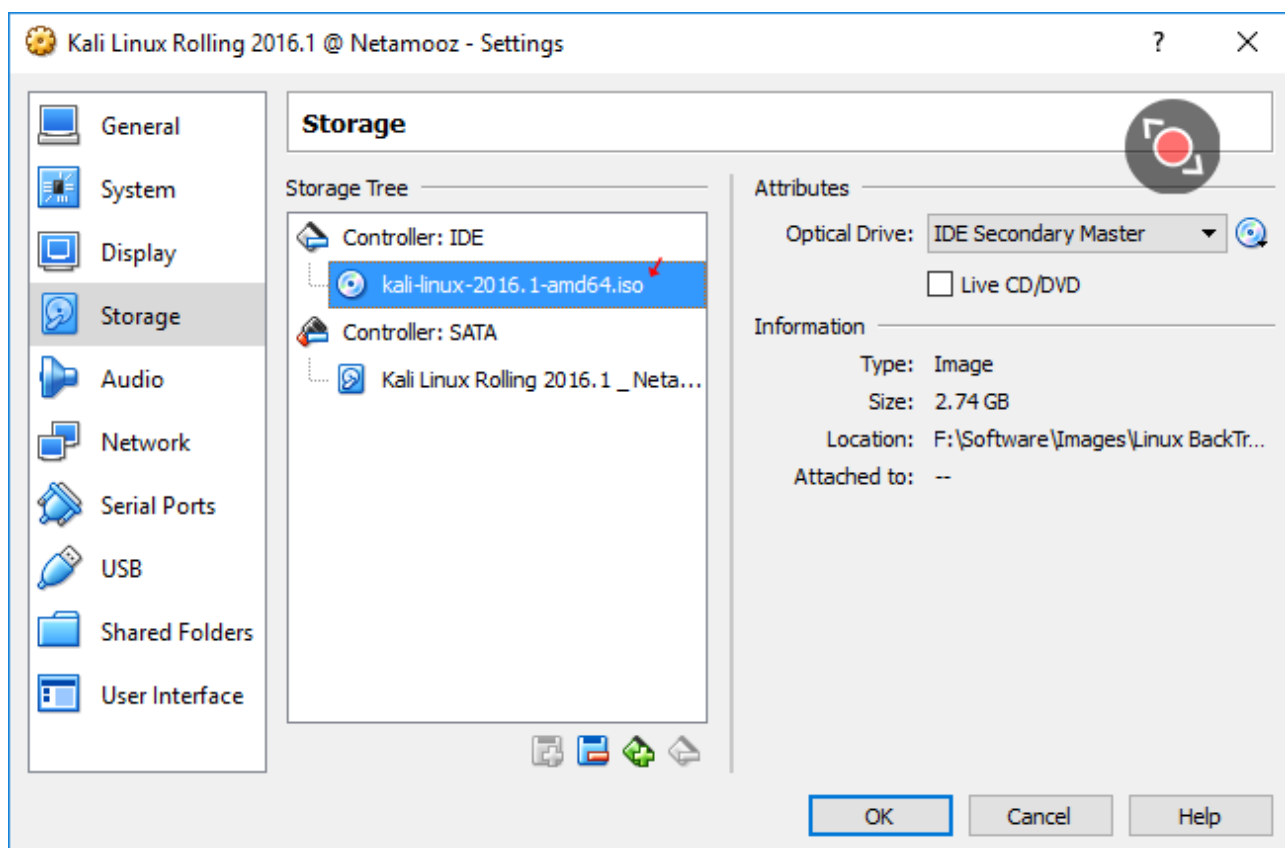 Kali Linux Rolling 2016.1 @ Netamooz - Settings
?
General
System
Display
Storage
Audio
Network
Serial Ports
USB
Shared Folders
User Interface
Storage
Storage Tree
Controller: IDE
kali-linux-2016.1-amd64.iso
Controller: SATA
Kali Linux Rolling 2016.1 _ Neta...
Attributes
Optical Drive: IDE Secondary Master
Live CD/DVD
Information
Type: Image
Size: 2.74 GB
Location: F:\Software\Images\Linux BackTr...
Attached to: --
OK
Cancel
Help